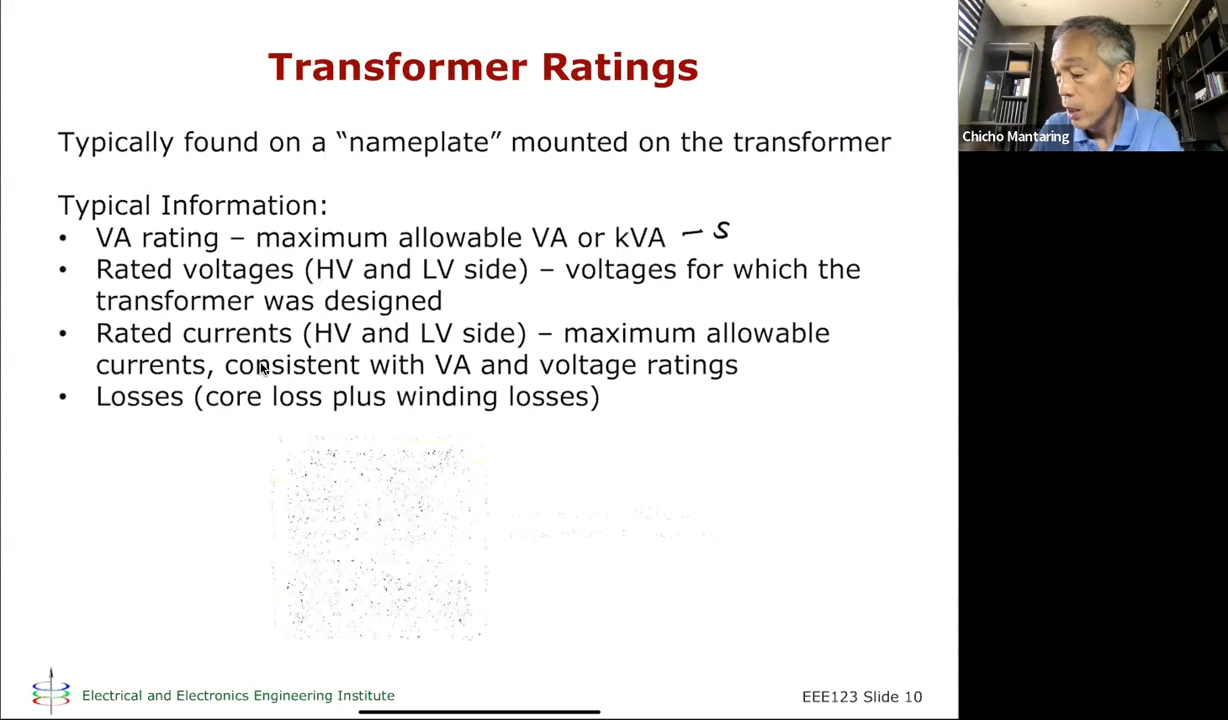 Transformer Ratings
Typically found on a “nameplate” mounted on the transformer
Typical Information:
• VA rating – maximum allowable VA or kVA – S
• Rated voltages (HV and LV side) – voltages for which the
transformer was designed
• Rated currents (HV and LV side) – maximum allowable
currents, consistent with VA and voltage ratings
• Losses (core loss plus winding losses)
Electrical and Electronics Engineering Institute
EEE123 Slide 10
Chicho Mantaring